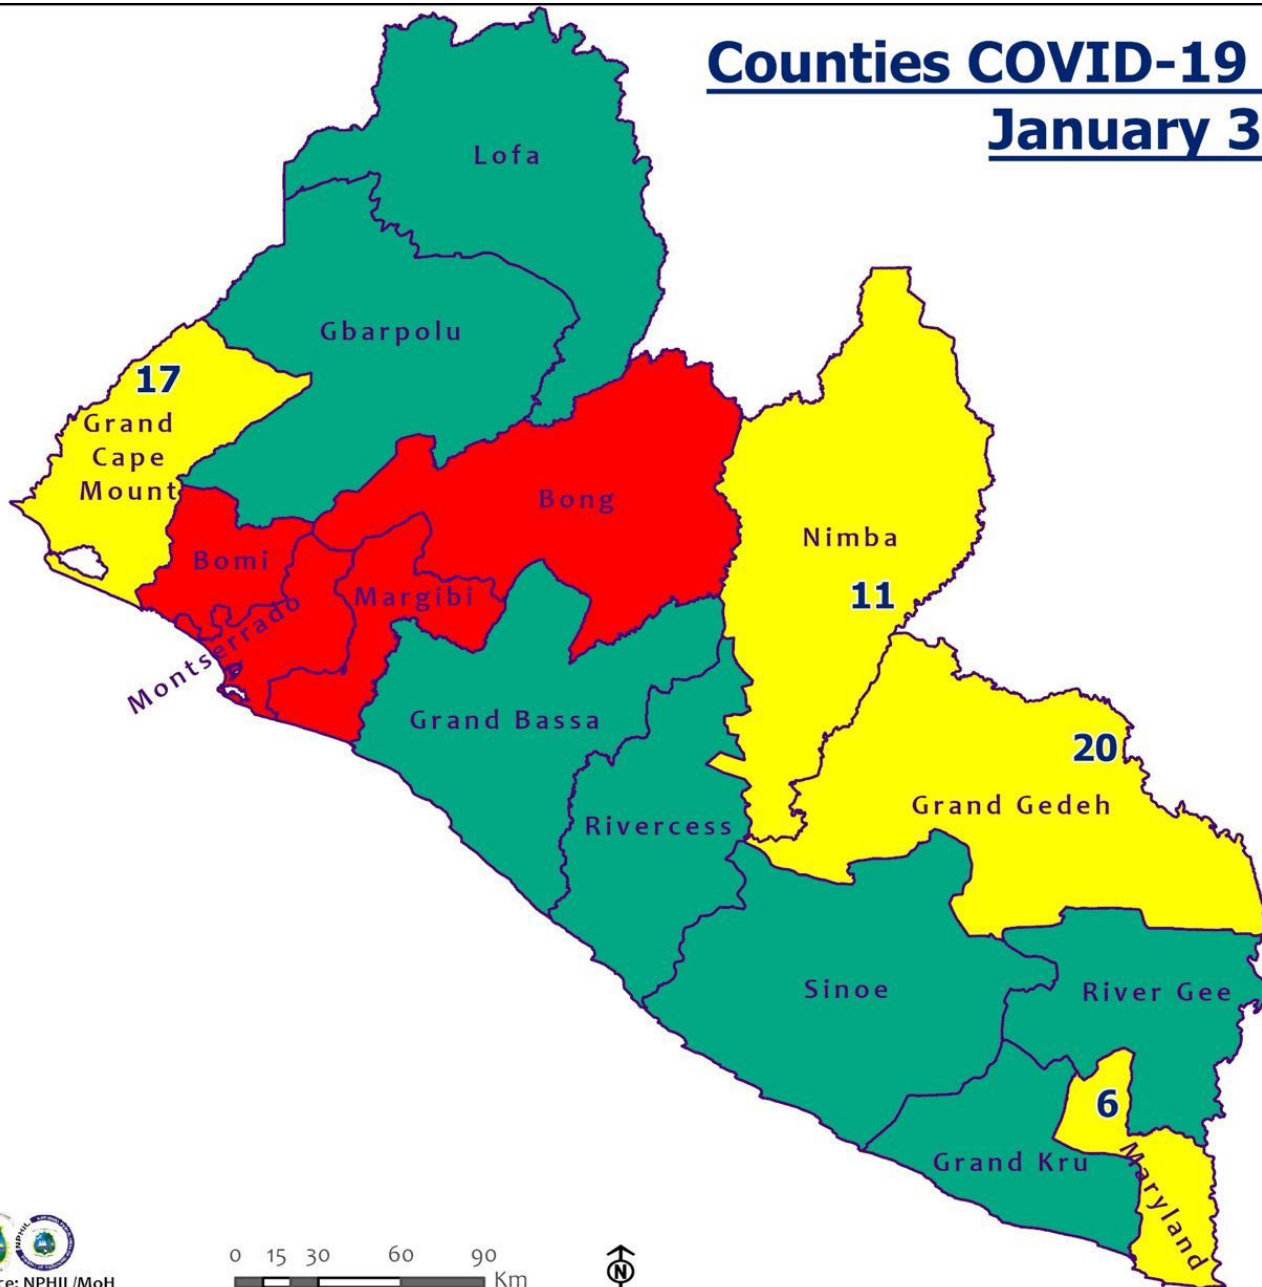 Counties COVID-19
January 3
Lofa
Gbarpolu
17
Grand
Cape
Mount
Bong
Nimba
11
Bomi
Margibi
Montserrado
Grand Bassa
20
Grand Gedeh
Rivercess
Sinoe
River Gee
6
Grand Kru
Maryland
NPHIL
0 15 30 60 90
Km
N
re: NPHIL/MoH